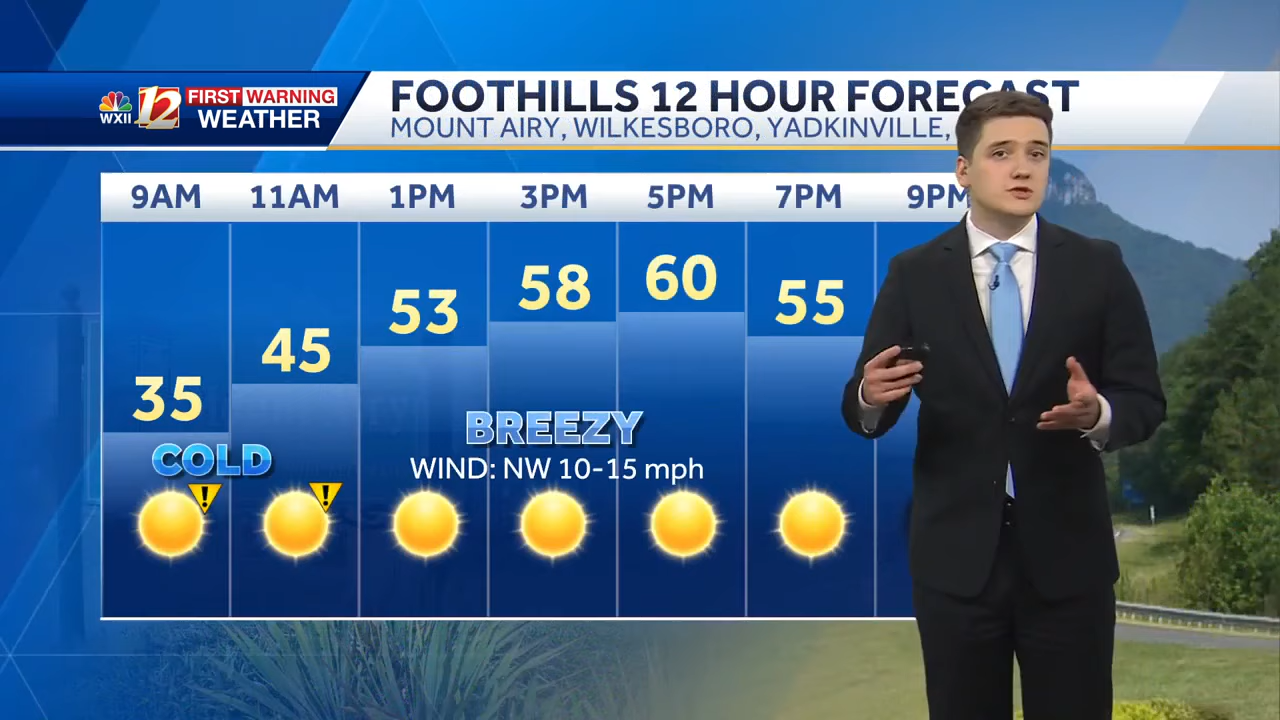 WXII 12 FIRST WARNING
WEATHER
FOOTHILLS 12 HOUR FORECAST
MOUNT AIRY, WILKESBORO, YADKINVILLE,
9AM 11AM 1PM 3PM 5PM 7PM 9PM
35 45 53 58 60 55
COLD
BREEZY
WIND: NW 10-15 mph
! !